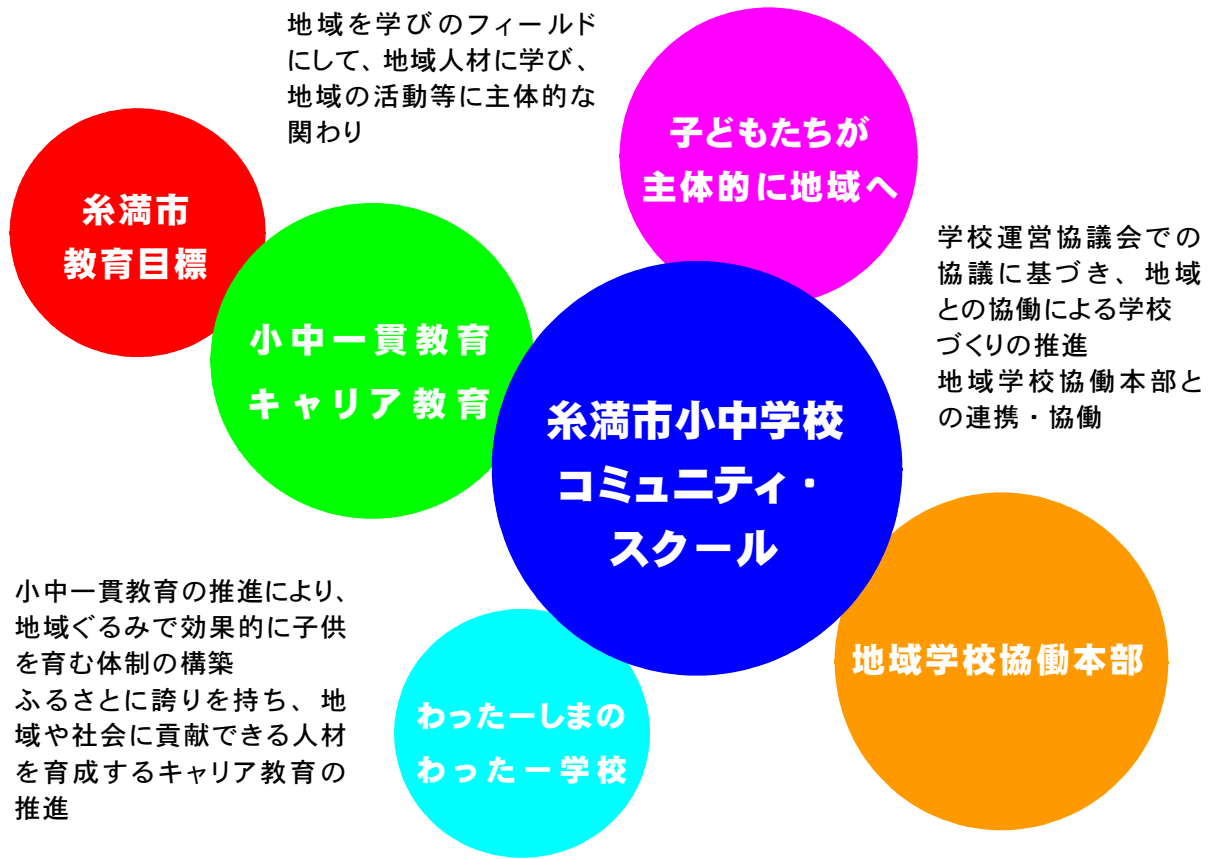 地域を学びのフィールド
にして、地域人材に学び、
地域の活動等に主体的な
関わり
子どもたちが
主体的に地域へ
糸満市
教育目標
小中一貫教育
キャリア教育
学校運営協議会での
協議に基づき、地域
との協働による学校
づくりの推進
地域学校協働本部と
の連携・協働
糸満市小中学校
コミュニティ・
スクール
小中一貫教育の推進により、
地域ぐるみで効果的に子供
を育む体制の構築
ふるさとに誇りを持ち、地
域や社会に貢献できる人材
を育成するキャリア教育の
推進
わったーしまの
わったー学校
地域学校協働本部